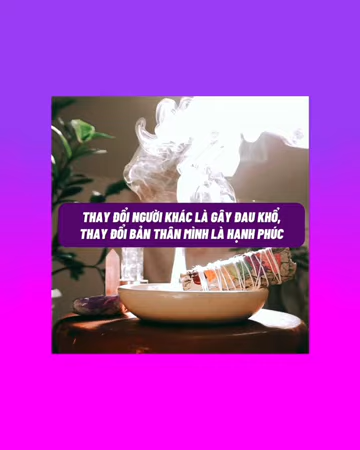 THAY ĐỔI NGƯỜI KHÁC LÀ GÂY ĐAU KHỔ,
THAY ĐỔI BẢN THÂN MÌNH LÀ HẠNH PHÚC